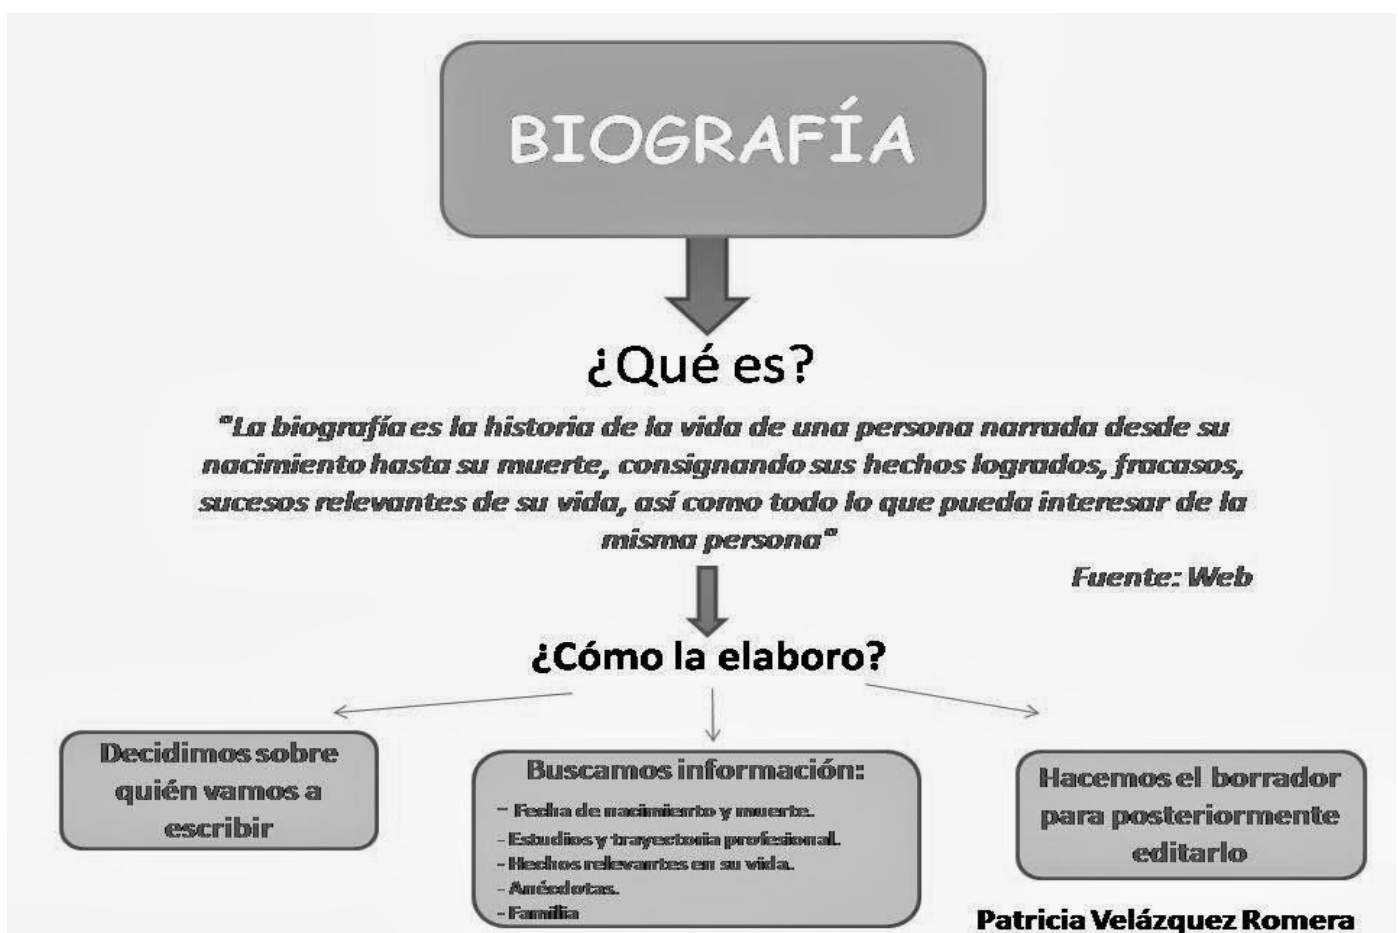 BIOGRAFÍA
¿Qué es?
"La biografía es la historia de la vida de una persona narrada desde su
nacimiento hasta su muerte, consignando sus hechos logrados, fracasos,
sucesos relevantes de su vida, así como todo lo que pueda interesar de la
misma persona"
Fuente: Web
¿Cómo la elaboro?
Decidimos sobre
quién vamos a
escribir
Buscamos información:
- Fecha de nacimiento y muerte.
- Estudios y trayectoria profesional.
- Hechos relevantes en su vida.
- Anécdotas.
- Familia
Hacemos el borrador
para posteriormente
editarlo
Patricia Velázquez Romera